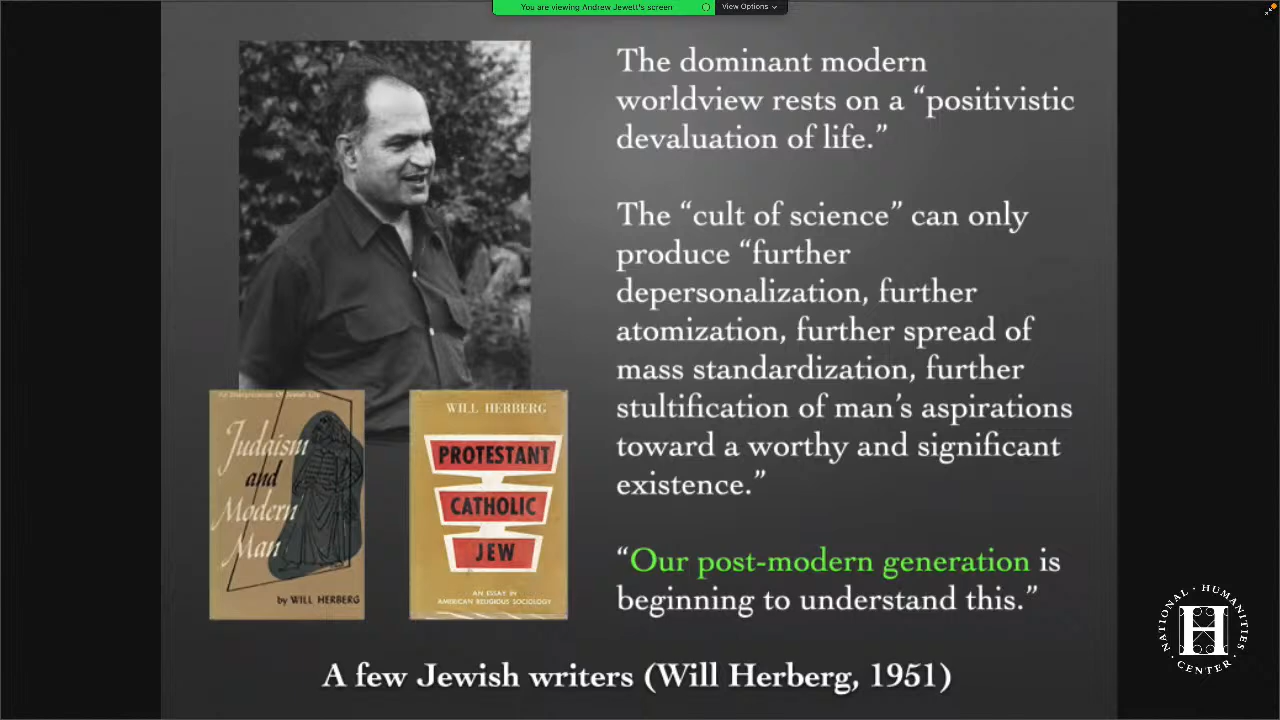 You are viewing Andrew Jewett's screen
View Options
The dominant modern
worldview rests on a “positivistic
devaluation of life.”
The “cult of science” can only
produce “further
depersonalization, further
atomization, further spread of
mass standardization, further
stultification of man’s aspirations
toward a worthy and significant
existence.”
“Our post-modern generation is
beginning to understand this.”
An Interpretation Of Jewish
Judaism
and
Modern
Man
by WILL HERBERG
WILL HERBERG
PROTESTANT
CATHOLIC
JEW
AN ESSAY IN
AMERICAN RELIGIOUS SOCIOLOGY
A few Jewish writers (Will Herberg, 1951)
NATIONAL · HUMANITIES · CENTER ·
H